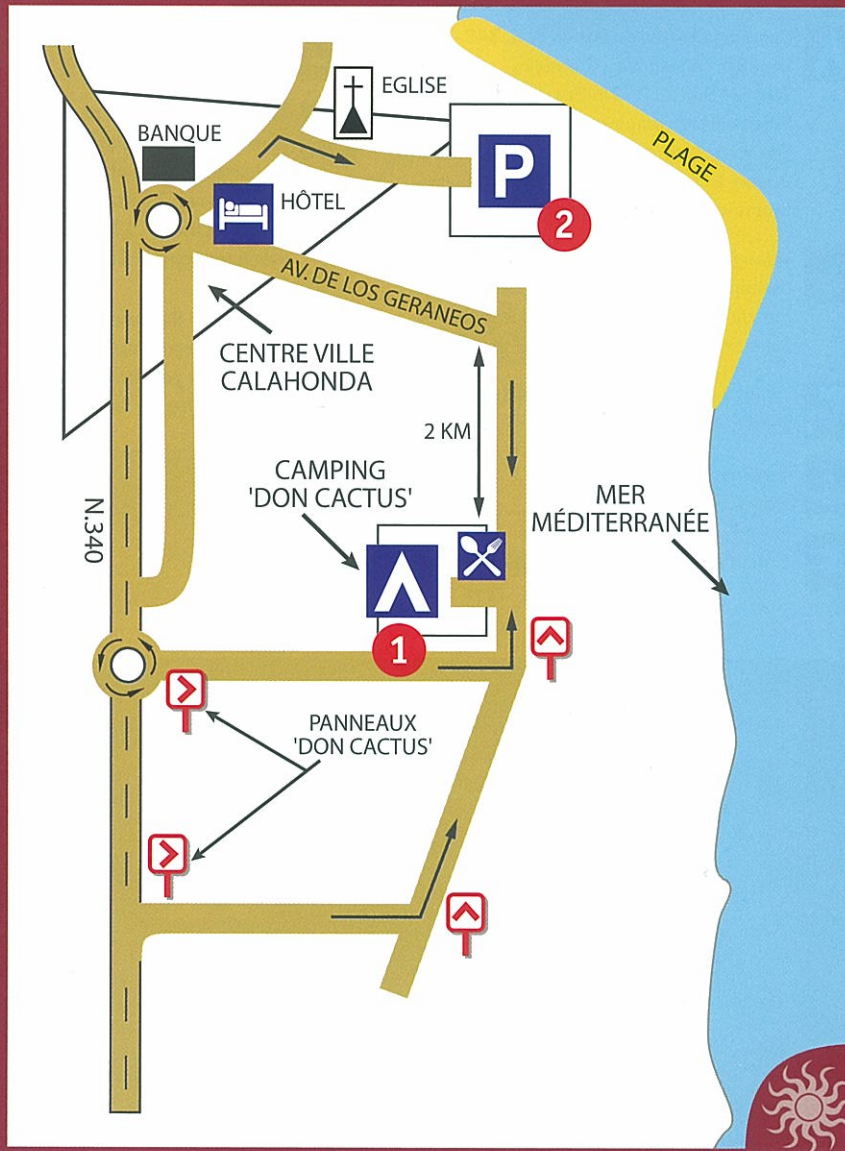 EGLISE
BANQUE
P
PLAGE
HÔTEL
2
AV. DE LOS GERANEOS
CENTRE VILLE
CALAHONDA
2 KM
CAMPING
'DON CACTUS'
MER
MÉDITERRANÉE
N.340
1
PANNEAUX
'DON CACTUS'